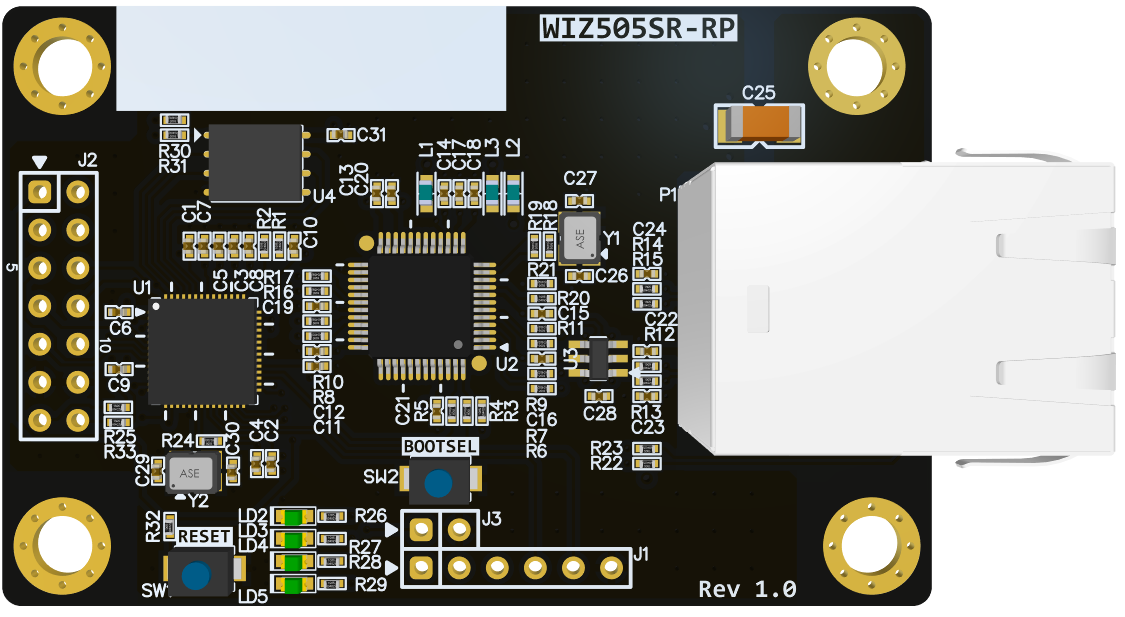 WIZ505SR-RP
C25
R30
R31
C31
U4
J2
C13
C20
L1
C14
C17
C18
L3
L2
C27
P1
C1
C7
R2
R1
C10
R19
R18
ASE
Y1
C24
R14
R15
5
U1
C5
C3
C8
R17
R16
C19
R21
C26
R20
C15
R11
C22
R12
C6
10
U2
U3
C9
R10
R8
C12
C11
C21
R5
R4
R3
R9
C16
R7
R6
C28
R13
C23
R25
R33
R24
C30
C4
C2
BOOTSEL
R23
R22
C29
ASE
Y2
SW2
R32
RESET
LD2
LD3
LD4
LD5
R26
R27
R28
R29
J3
J1
SW
Rev 1.0